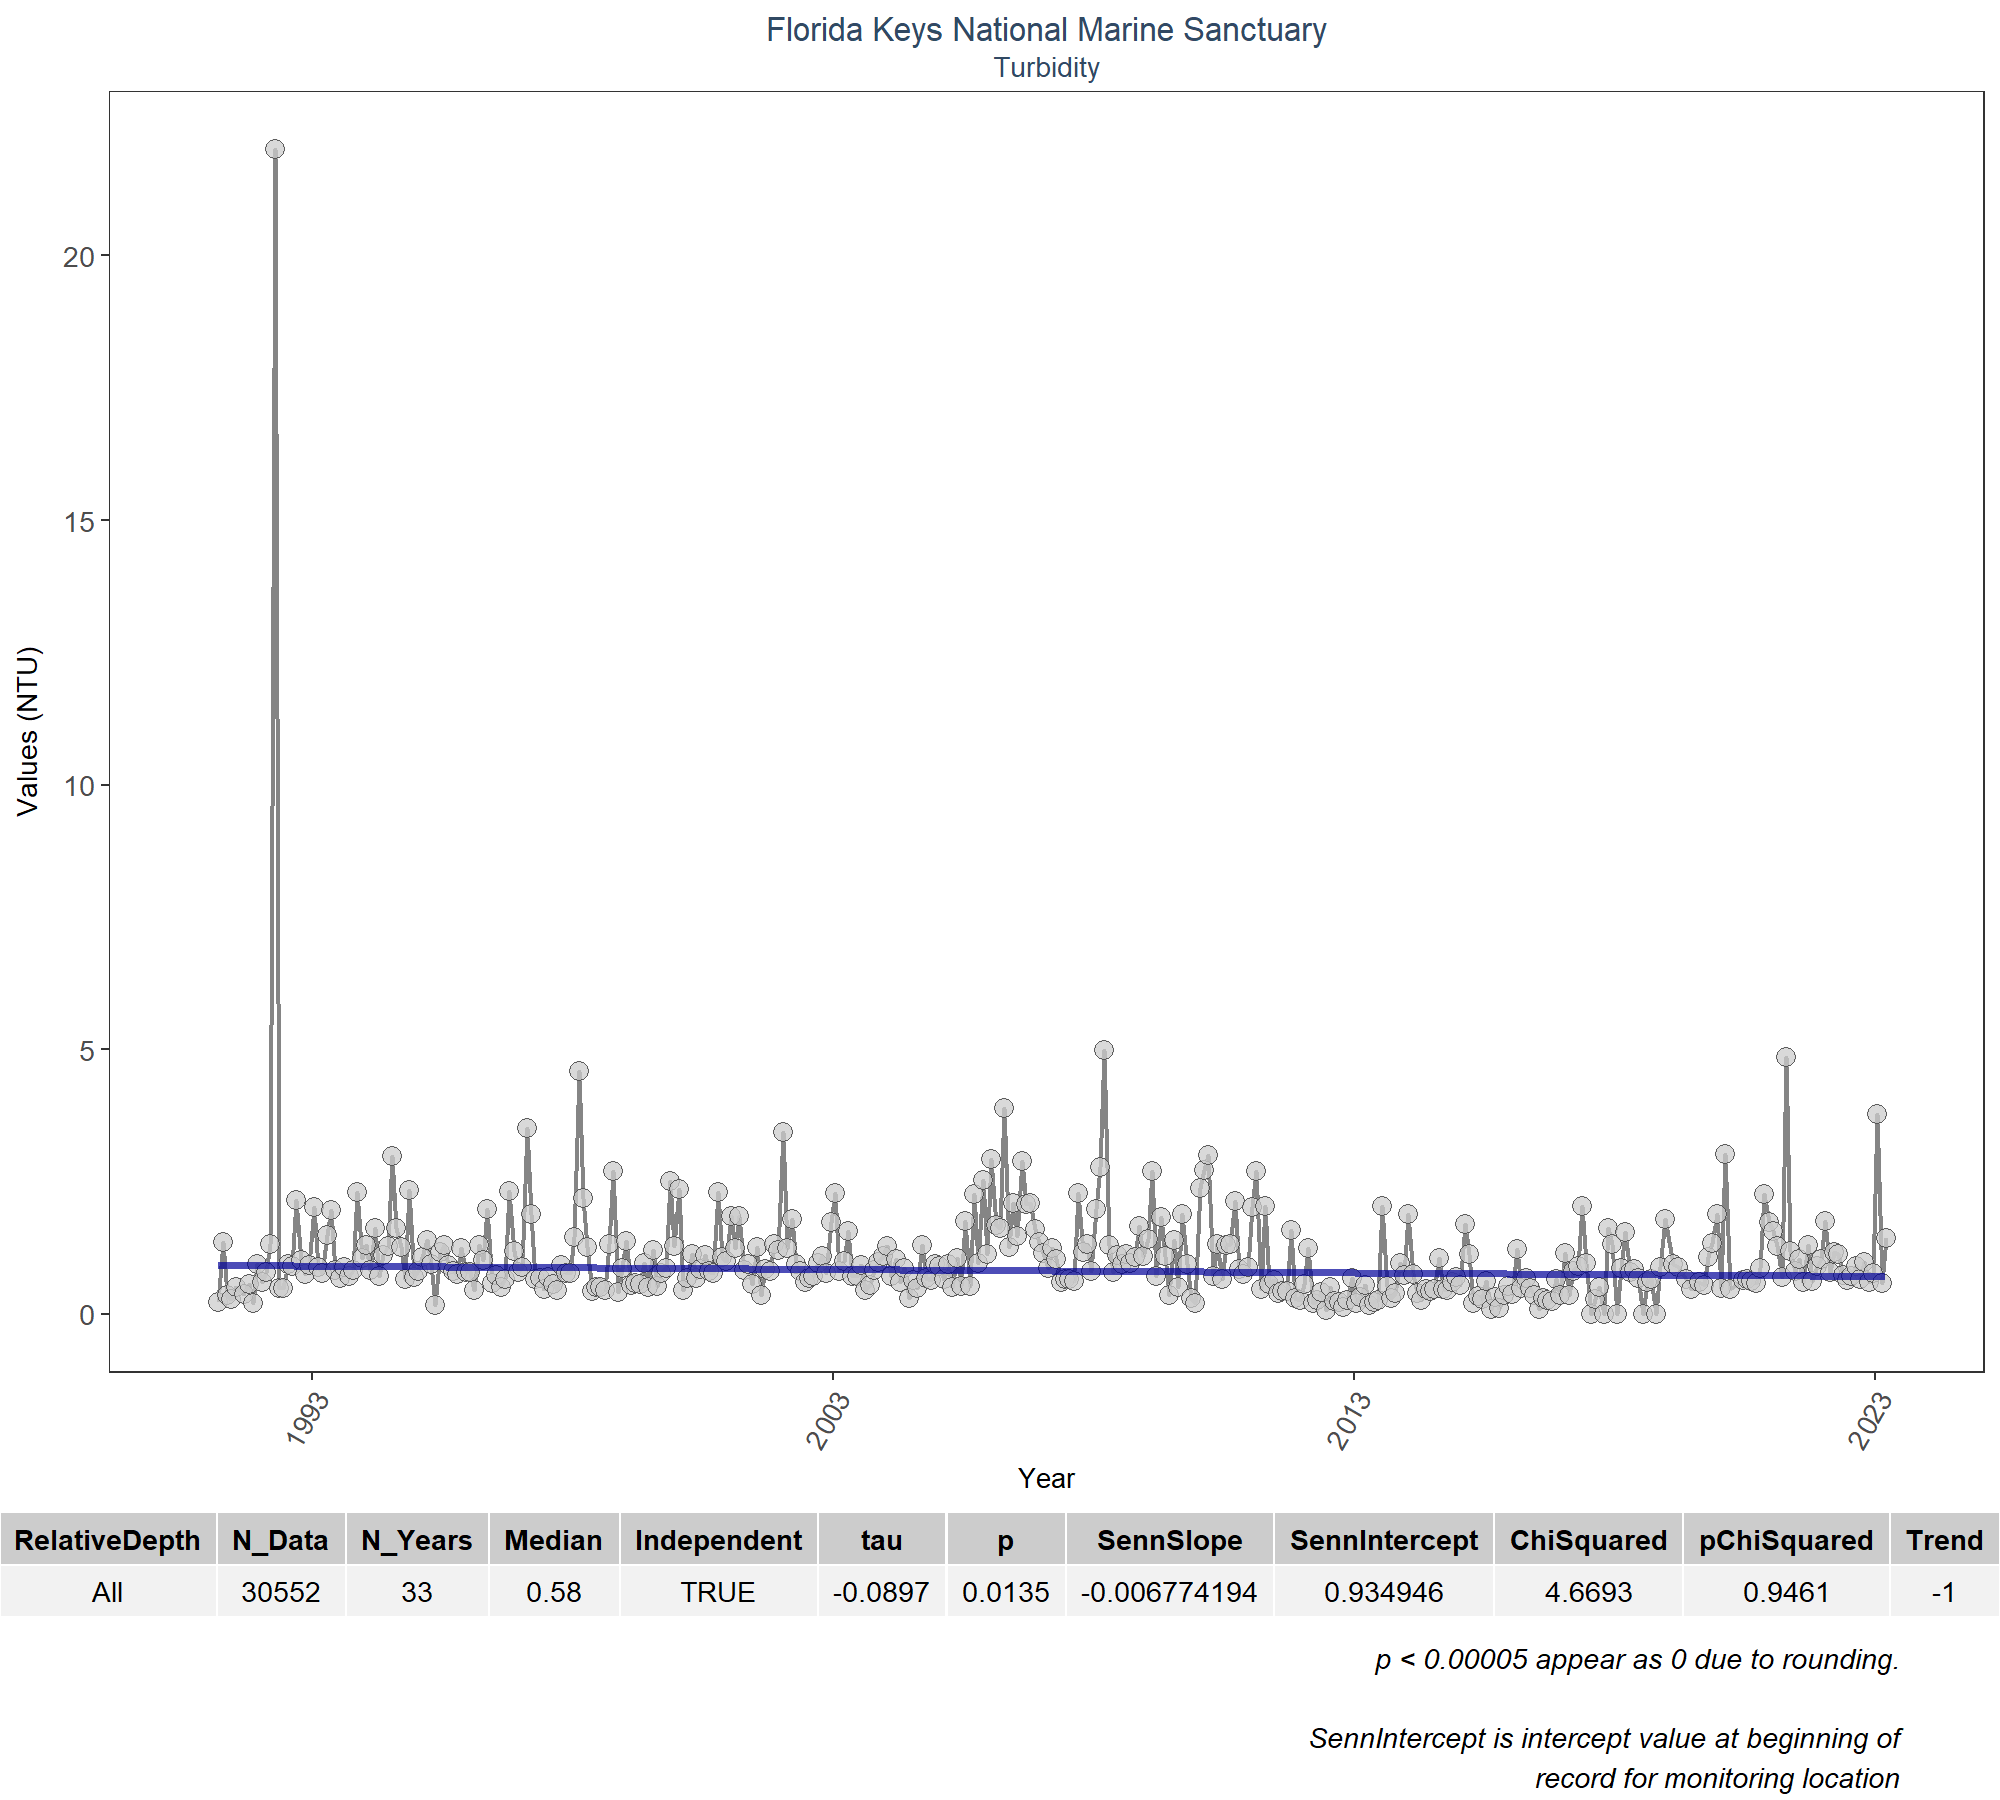 Florida Keys National Marine Sanctuary
Turbidity
Values (NTU)
20
15
10
5
0
1993
2003
2013
2023
Year
RelativeDepth N_Data N_Years Median Independent tau p SennSlope SennIntercept ChiSquared pChiSquared Trend
All 30552 33 0.58 TRUE -0.0897 0.0135 -0.006774194 0.934946 4.6693 0.9461 -1
p < 0.00005 appear as 0 due to rounding.
SennIntercept is intercept value at beginning of
record for monitoring location